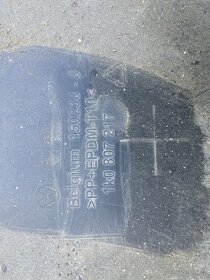 Belgium
>PP+EPDM-T10<
1K0 807 217